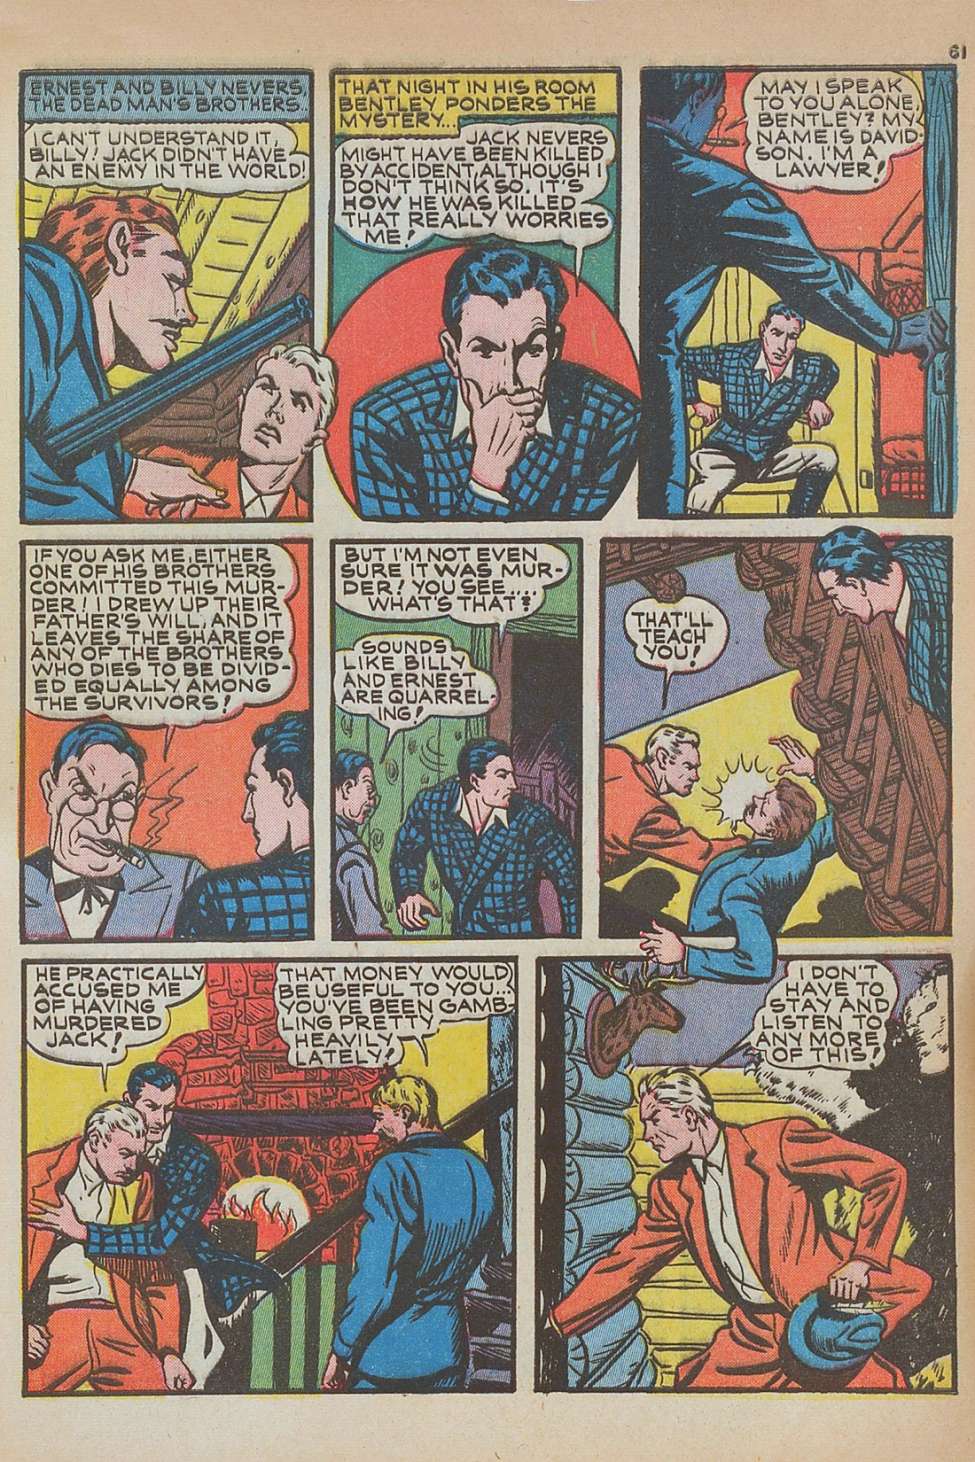 61
ERNEST AND BILLY NEVERS,
THE DEAD MAN'S BROTHERS..
I CAN'T UNDERSTAND IT,
BILLY! JACK DIDN'T HAVE
AN ENEMY IN THE WORLD!
THAT NIGHT IN HIS ROOM
BENTLEY PONDERS THE
MYSTERY...
JACK NEVERS
MIGHT HAVE BEEN KILLED
BY ACCIDENT, ALTHOUGH I
DON'T THINK SO. IT'S
HOW HE WAS KILLED
THAT REALLY WORRIES
ME!
MAY I SPEAK
TO YOU ALONE,
BENTLEY? MY
NAME IS DAVID-
SON. I'M A
LAWYER!
IF YOU ASK ME, EITHER
ONE OF HIS BROTHERS
COMMITTED THIS MUR-
DER! I DREW UP THEIR
FATHER'S WILL, AND IT
LEAVES THE SHARE OF
ANY OF THE BROTHERS
WHO DIES TO BE DIVID-
ED EQUALLY AMONG
THE SURVIVORS!
BUT I'M NOT EVEN
SURE IT WAS MUR-
DER! YOU SEE....
WHAT'S THAT?
SOUNDS
LIKE BILLY
AND ERNEST
ARE QUARREL-
ING!
THAT'LL
TEACH
YOU!
HE PRACTICALLY
ACCUSED ME
OF HAVING
MURDERED
JACK!
THAT MONEY WOULD
BE USEFUL TO YOU...
YOU'VE BEEN GAMB-
LING PRETTY
HEAVILY
LATELY!
I DON'T
HAVE TO
STAY AND
LISTEN TO
ANY MORE
OF THIS!